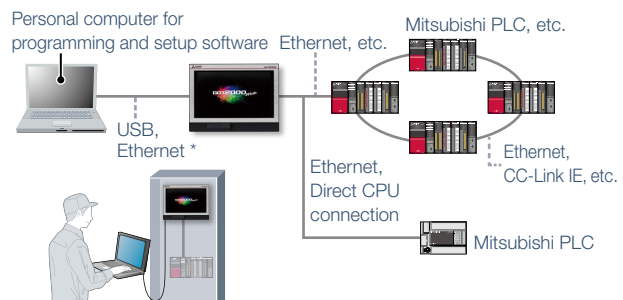 Personal computer for
programming and setup software
Ethernet, etc.
Mitsubishi PLC, etc.
GOT2000
USB,
Ethernet *
Ethernet,
CC-Link IE, etc.
Ethernet,
Direct CPU
connection
Mitsubishi PLC